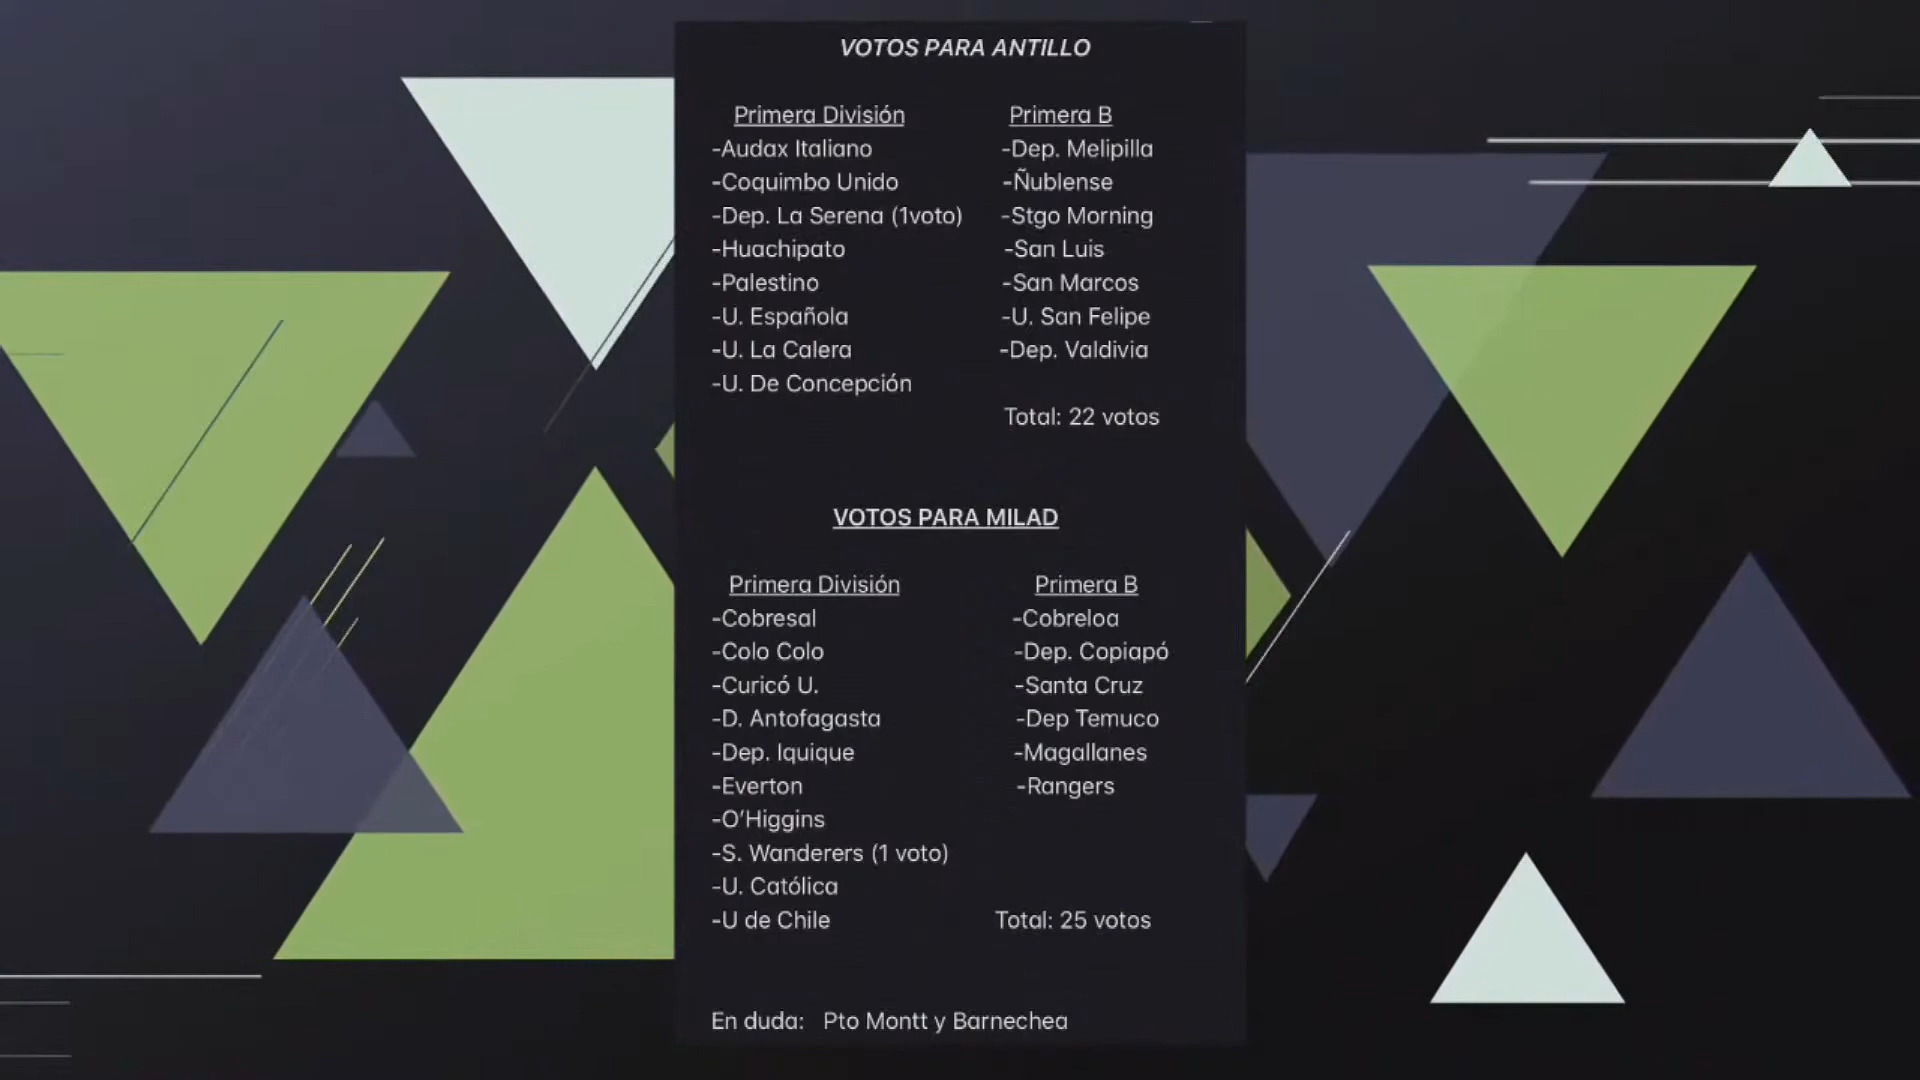 VOTOS PARA ANTILLO
Primera División Primera B
-Audax Italiano -Dep. Melipilla
-Coquimbo Unido -Ñublense
-Dep. La Serena (1voto) -Stgo Morning
-Huachipato -San Luis
-Palestino -San Marcos
-U. Española -U. San Felipe
-U. La Calera -Dep. Valdivia
-U. De Concepción
Total: 22 votos
VOTOS PARA MILAD
Primera División Primera B
-Cobresal -Cobreloa
-Colo Colo -Dep. Copiapó
-Curicó U. -Santa Cruz
-D. Antofagasta -Dep Temuco
-Dep. Iquique -Magallanes
-Everton -Rangers
-O’Higgins
-S. Wanderers (1 voto)
-U. Católica
-U de Chile Total: 25 votos
En duda: Pto Montt y Barnechea